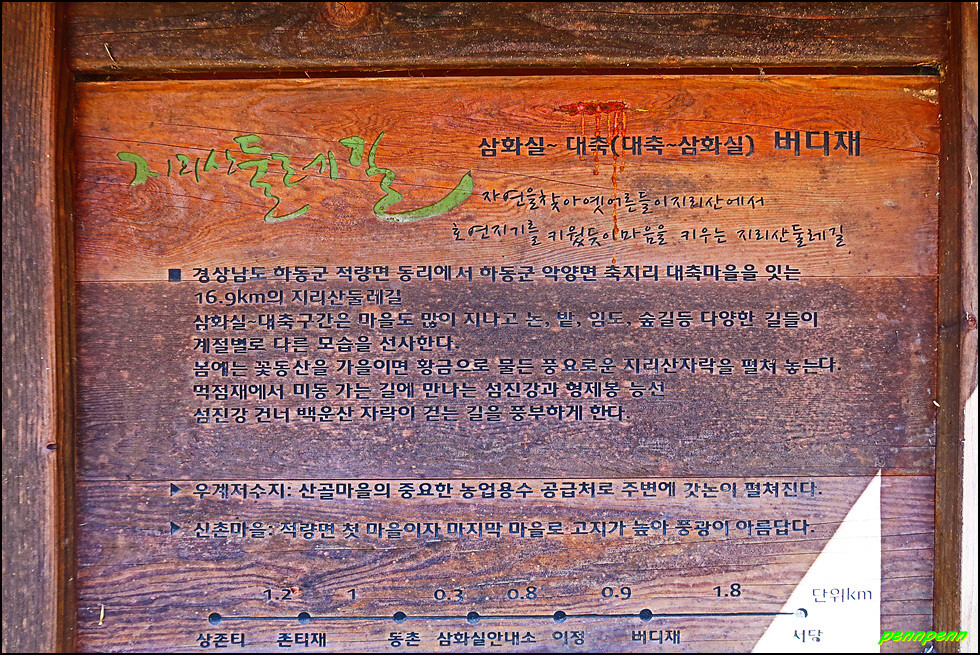 지리산둘레길
삼화실~ 대축(대축~삼화실) 버디재
자연을찾아옛어른들이지리산에서
호연지기를 키웠듯이마음을 키우는 지리산둘레길
■ 경상남도 하동군 적량면 동리에서 하동군 악양면 축지리 대축마을을 잇는
16.9km의 지리산둘레길
삼화실~대축구간은 마을도 많이 지나고 논, 밭, 임도, 숲길등 다양한 길들이
계절별로 다른 모습을 선사한다.
봄에는 꽃동산을 가을이면 황금으로 물든 풍요로운 지리산자락을 펼쳐 놓는다.
먹점재에서 미동 가는 길에 만나는 섬진강과 형제봉 능선
섬진강 건너 백운산 자락이 걷는 길을 풍부하게 한다.
▶ 우계저수지: 산골마을의 중요한 농업용수 공급처로 주변에 갓논이 펼쳐진다.
▶ 신촌마을: 적량면 첫 마을이자 마지막 마을로 고지가 높아 풍광이 아름답다.
1.2 1 0.3 0.8 0.9 1.8 단위km
상존티 존티재 동촌 삼화실안내소 이정 버디재 서당
pennpenn